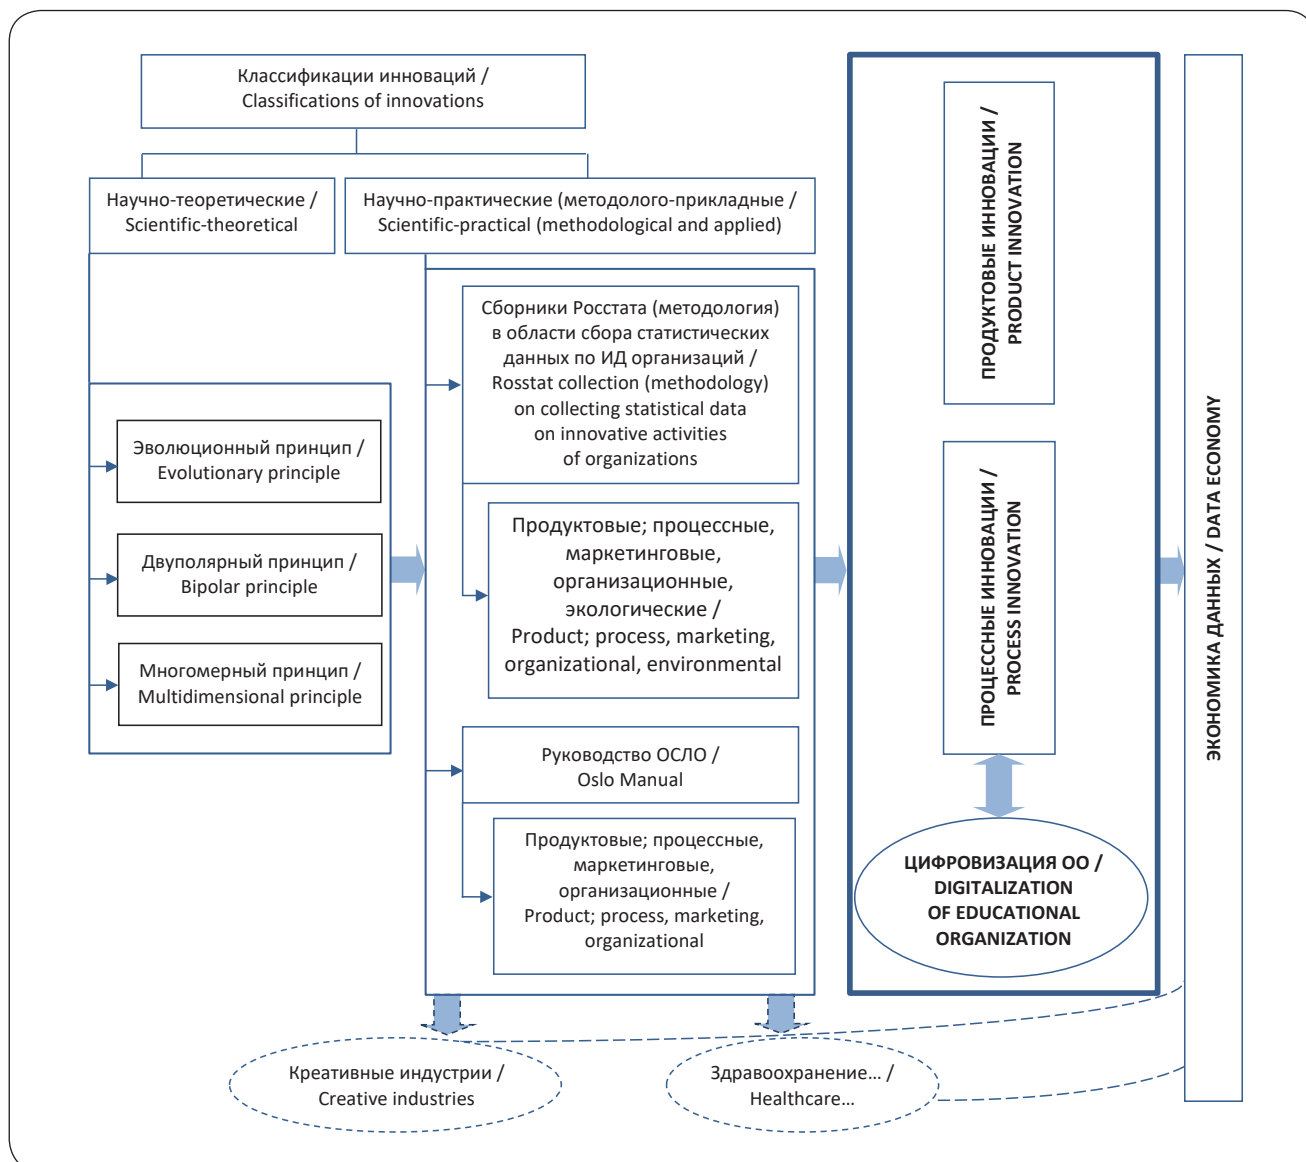 Классификации инноваций /
Classifications of innovations
Научно-теоретические /
Scientific-theoretical
Научно-практические (методолого-прикладные /
Scientific-practical (methodological and applied)
Эволюционный принцип /
Evolutionary principle
Двуполярный принцип /
Bipolar principle
Многомерный принцип /
Multidimensional principle
Сборники Росстата (методология)
в области сбора статистических
данных по ИД организаций /
Rosstat collection (methodology)
on collecting statistical data
on innovative activities
of organizations
Продуктовые; процессные,
маркетинговые,
организационные,
экологические /
Product; process, marketing,
organizational, environmental
Руководство ОСЛО /
Oslo Manual
Продуктовые; процессные,
маркетинговые,
организационные /
Product; process, marketing,
organizational
ПРОДУКТОВЫЕ ИННОВАЦИИ /
PRODUCT INNOVATION
ПРОЦЕССНЫЕ ИННОВАЦИИ /
PROCESS INNOVATION
ЦИФРОВИЗАЦИЯ ОО /
DIGITALIZATION
OF EDUCATIONAL
ORGANIZATION
ЭКОНОМИКА ДАННЫХ / DATA ECONOMY
Креативные индустрии /
Creative industries
Здравоохранение… /
Healthcare…